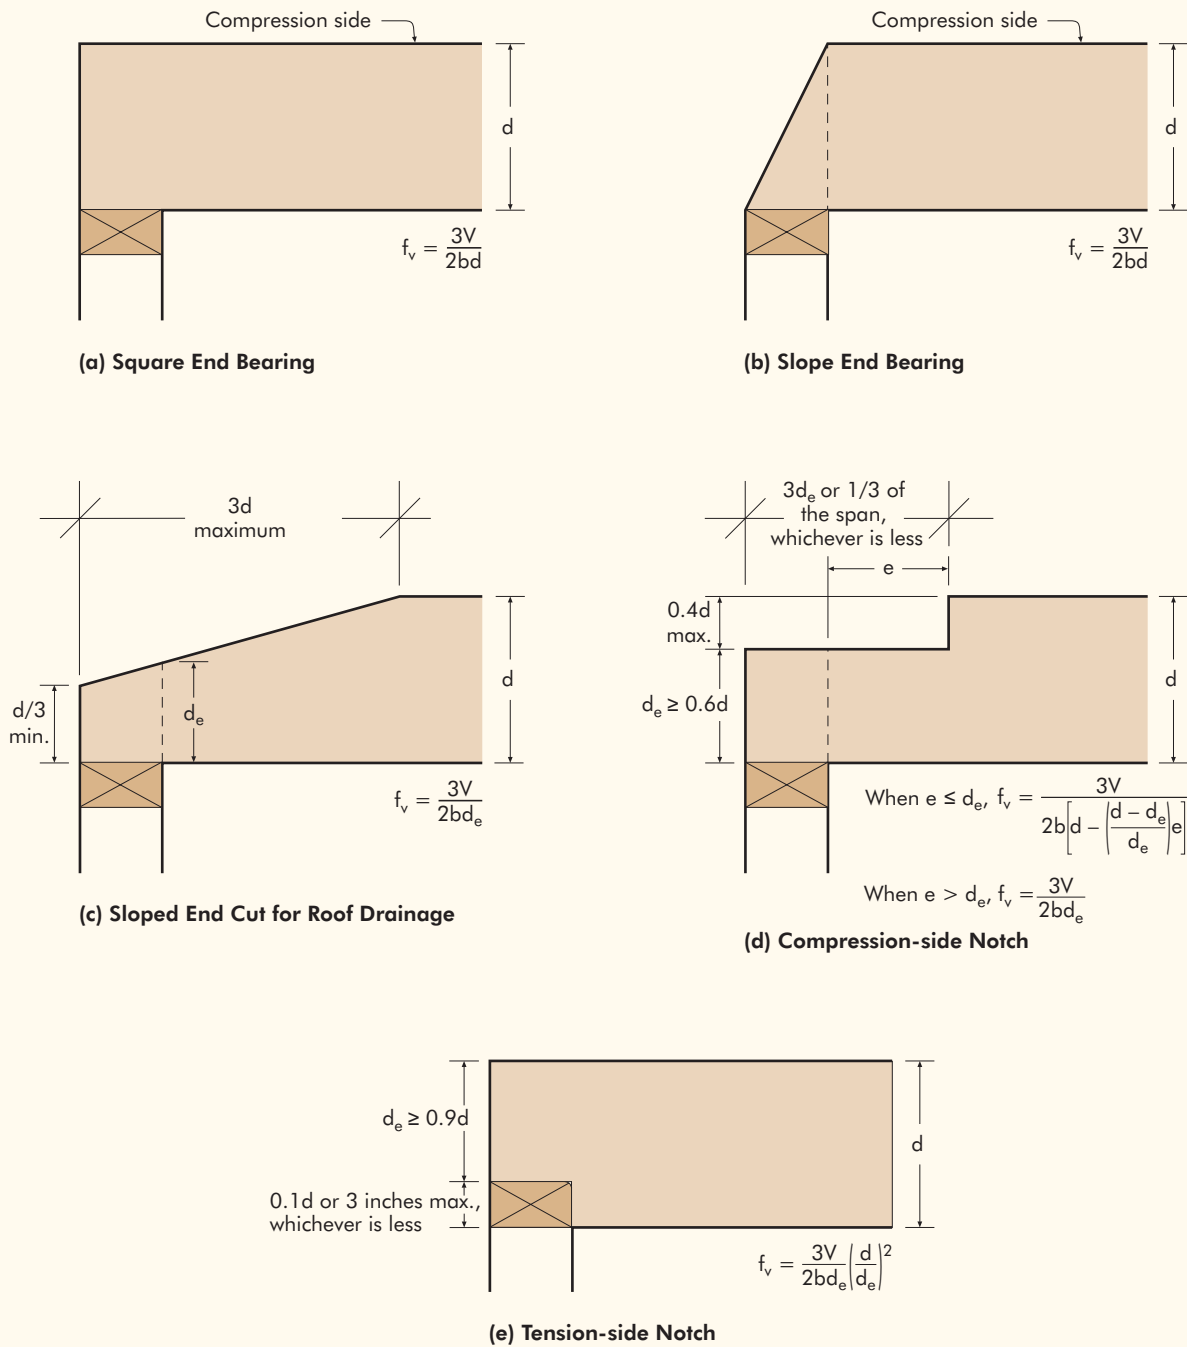 Compression side
d
f_v = 3V / 2bd
(a) Square End Bearing
Compression side
d
f_v = 3V / 2bd
(b) Slope End Bearing
3d
maximum
d/3
min.
d_e
d
f_v = 3V / 2bd_e
(c) Sloped End Cut for Roof Drainage
3d_e or 1/3 of
the span,
whichever is less
e
0.4d
max.
d_e ≥ 0.6d
d
When e ≤ d_e, f_v = 3V / 2b[d – ((d – d_e) / d_e)e]
When e > d_e, f_v = 3V / 2bd_e
(d) Compression-side Notch
d_e ≥ 0.9d
d
0.1d or 3 inches max.,
whichever is less
f_v = 3V / 2bd_e (d / d_e)²
(e) Tension-side Notch